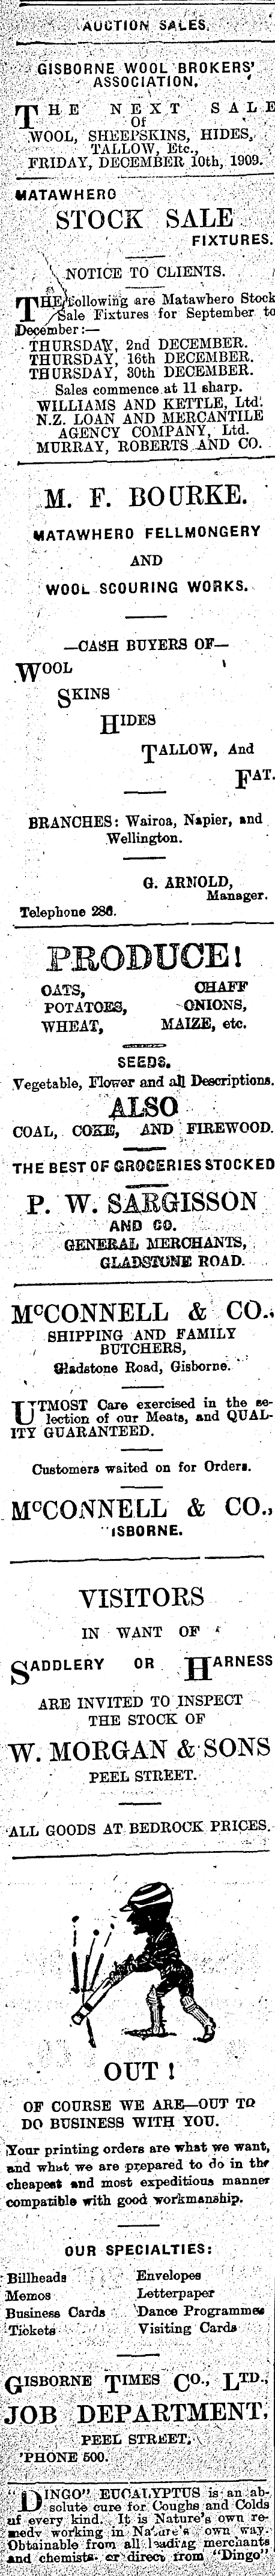 AUCTION SALES.
GISBORNE WOOL BROKERS'
ASSOCIATION.
THE NEXT SALE
Of
WOOL, SHEEPSKINS, HIDES,
TALLOW, Etc.,
FRIDAY, DECEMBER 10th, 1909.
MATAWHERO
STOCK SALE
FIXTURES.
NOTICE TO CLIENTS.
THE following are Matawhero Stock
Sale Fixtures for September to
December:—
THURSDAY, 2nd DECEMBER.
THURSDAY, 16th DECEMBER.
THURSDAY, 30th DECEMBER.
Sales commence at 11 sharp.
WILLIAMS AND KETTLE, Ltd.
N.Z. LOAN AND MERCANTILE
AGENCY COMPANY, Ltd.
MURRAY, ROBERTS AND CO.
M. F. BOURKE.
MATAWHERO FELLMONGERY
AND
WOOL SCOURING WORKS.
—CASH BUYERS OF—
WOOL
SKINS
HIDES
TALLOW, And
FAT.
BRANCHES: Wairoa, Napier, and
Wellington.
G. ARNOLD,
Manager.
Telephone 286.
PRODUCE!
OATS, CHAFF
POTATOES, ONIONS,
WHEAT, MAIZE, etc.
SEEDS.
Vegetable, Flower and all Descriptions.
ALSO
COAL, COKE, AND FIREWOOD.
THE BEST OF GROCERIES STOCKED
P. W. SARGISSON
AND CO.
GENERAL MERCHANTS,
GLADSTONE ROAD.
McCONNELL & CO.,
SHIPPING AND FAMILY
BUTCHERS,
Gladstone Road, Gisborne.
UTMOST Care exercised in the se-
lection of our Meats, and QUAL-
ITY GUARANTEED.
Customers waited on for Orders.
McCONNELL & CO.,
ISBORNE.
VISITORS
IN WANT OF
SADDLERY OR HARNESS
ARE INVITED TO INSPECT
THE STOCK OF
W. MORGAN & SONS
PEEL STREET.
ALL GOODS AT BEDROCK PRICES.
OUT!
OF COURSE WE ARE—OUT TO
DO BUSINESS WITH YOU.
Your printing orders are what we want,
and what we are prepared to do in the
cheapest and most expeditious manner
compatible with good workmanship.
OUR SPECIALTIES:
Billheads Envelopes
Memos Letterpaper
Business Cards Dance Programmes
Tickets Visiting Cards
GISBORNE TIMES CO., LTD.,
JOB DEPARTMENT,
PEEL STREET,
'PHONE 500.
"DINGO" EUCALYPTUS is an ab-
solute cure for Coughs and Colds
of every kind. It is Nature's own re-
medy working in Nature's own way.
Obtainable from all leading merchants
and chemists. or direct from "Dingo"